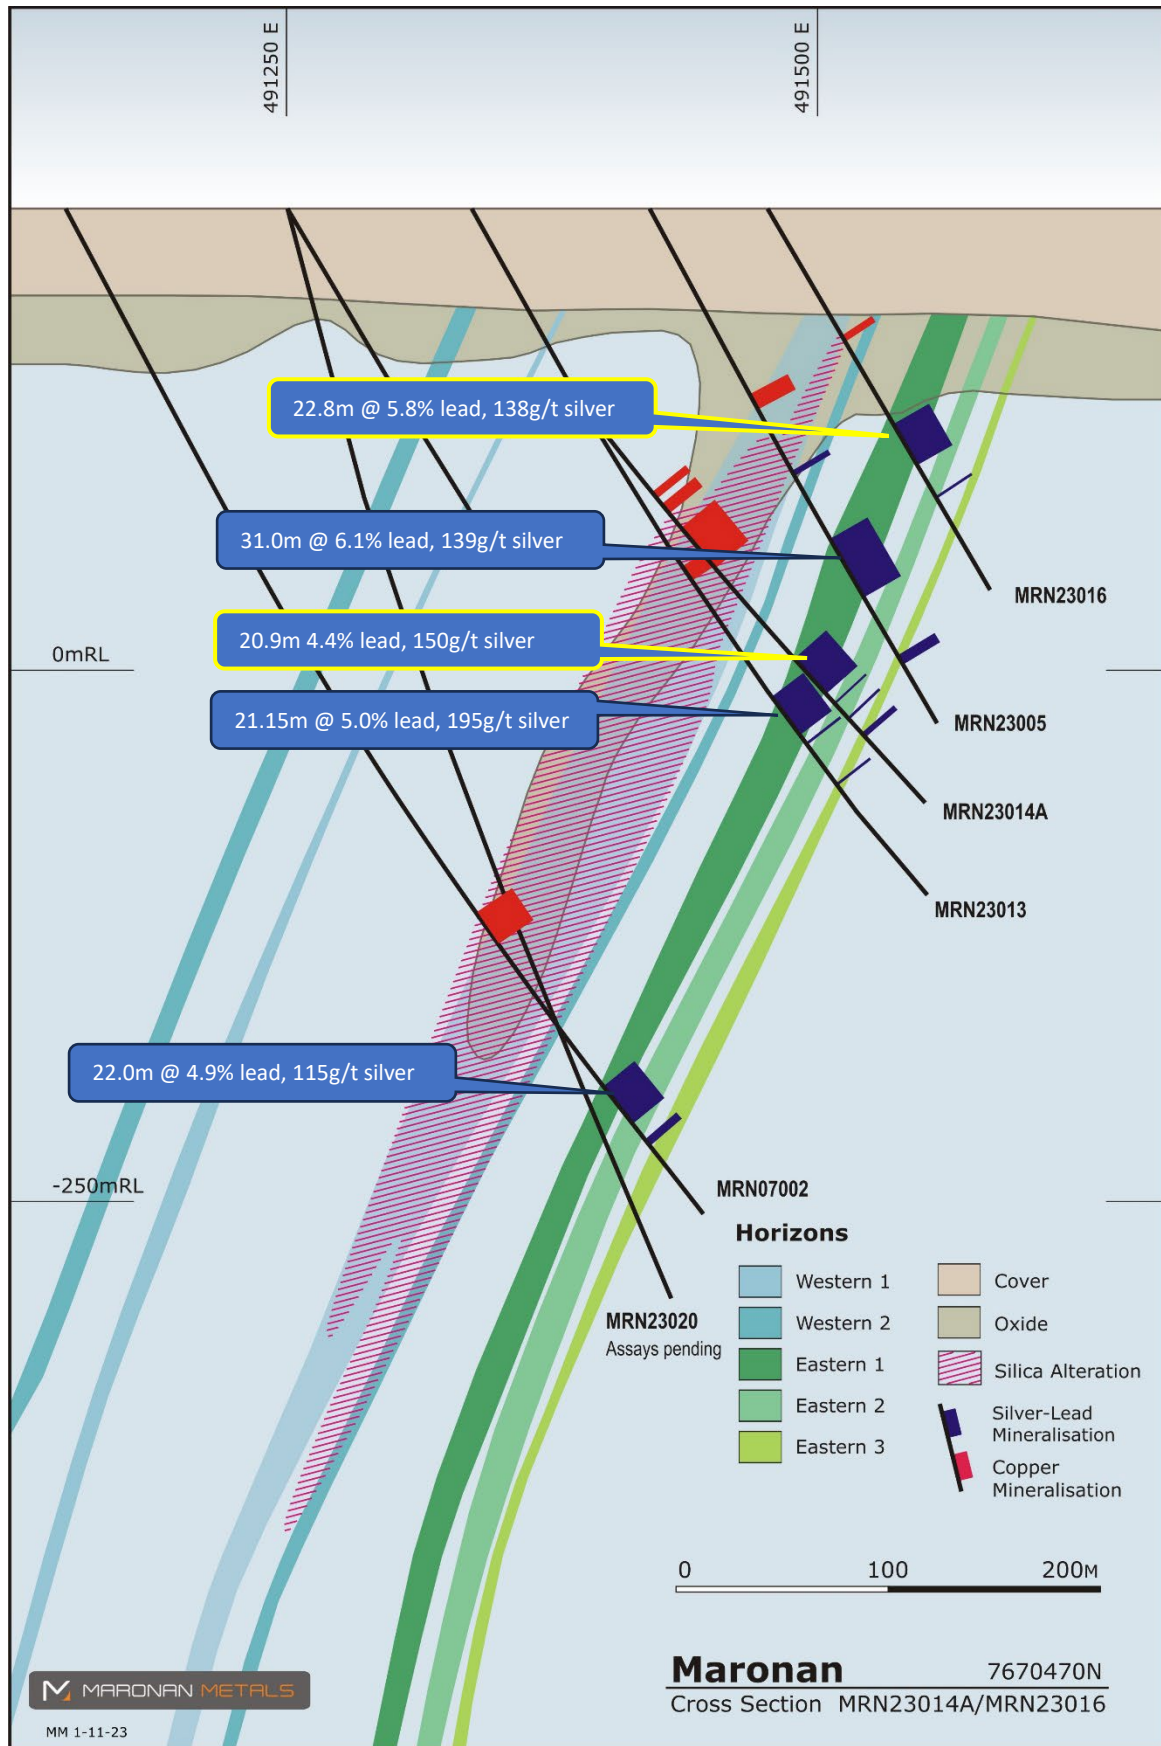 491250 E
491500 E
22.8m @ 5.8% lead, 138g/t silver
31.0m @ 6.1% lead, 139g/t silver
MRN23016
20.9m 4.4% lead, 150g/t silver
0mRL
21.15m @ 5.0% lead, 195g/t silver
MRN23005
MRN23014A
MRN23013
22.0m @ 4.9% lead, 115g/t silver
-250mRL
MRN07002
MRN23020
Assays pending
Horizons
Western 1
Western 2
Eastern 1
Eastern 2
Eastern 3
Cover
Oxide
Silica Alteration
Silver-Lead
Mineralisation
Copper
Mineralisation
0 100 200M
Maronan 7670470N
Cross Section MRN23014A/MRN23016
MARONAN METALS
MM 1-11-23